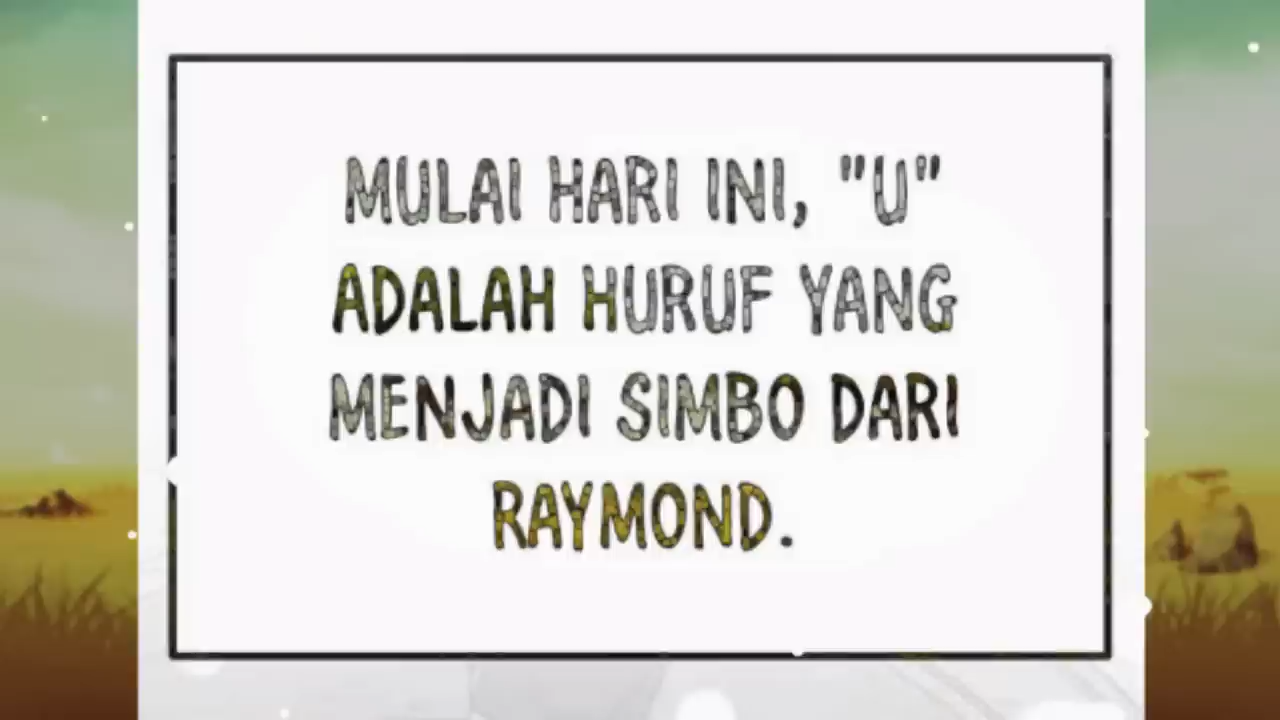 MULAI HARI INI, "U"
ADALAH HURUF YANG
MENJADI SIMBO DARI
RAYMOND.